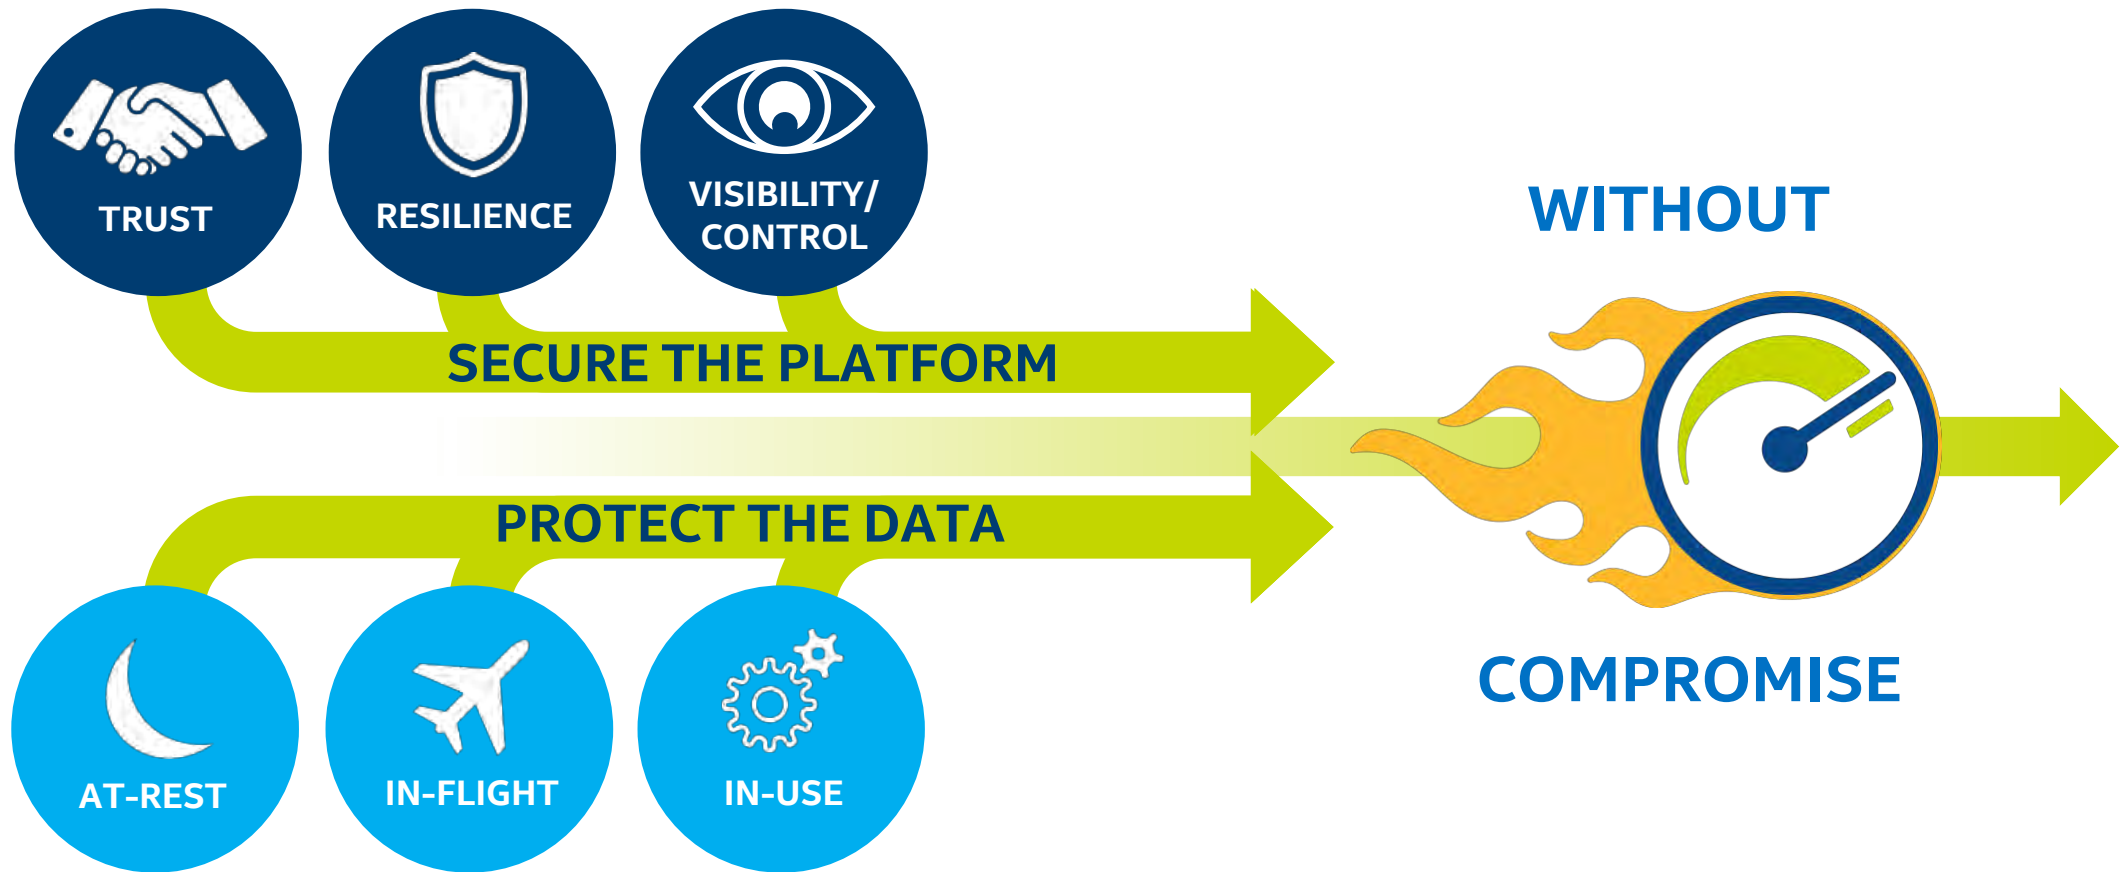 TRUST
RESILIENCE
VISIBILITY/
CONTROL
SECURE THE PLATFORM
PROTECT THE DATA
AT-REST
IN-FLIGHT
IN-USE
WITHOUT
COMPROMISE